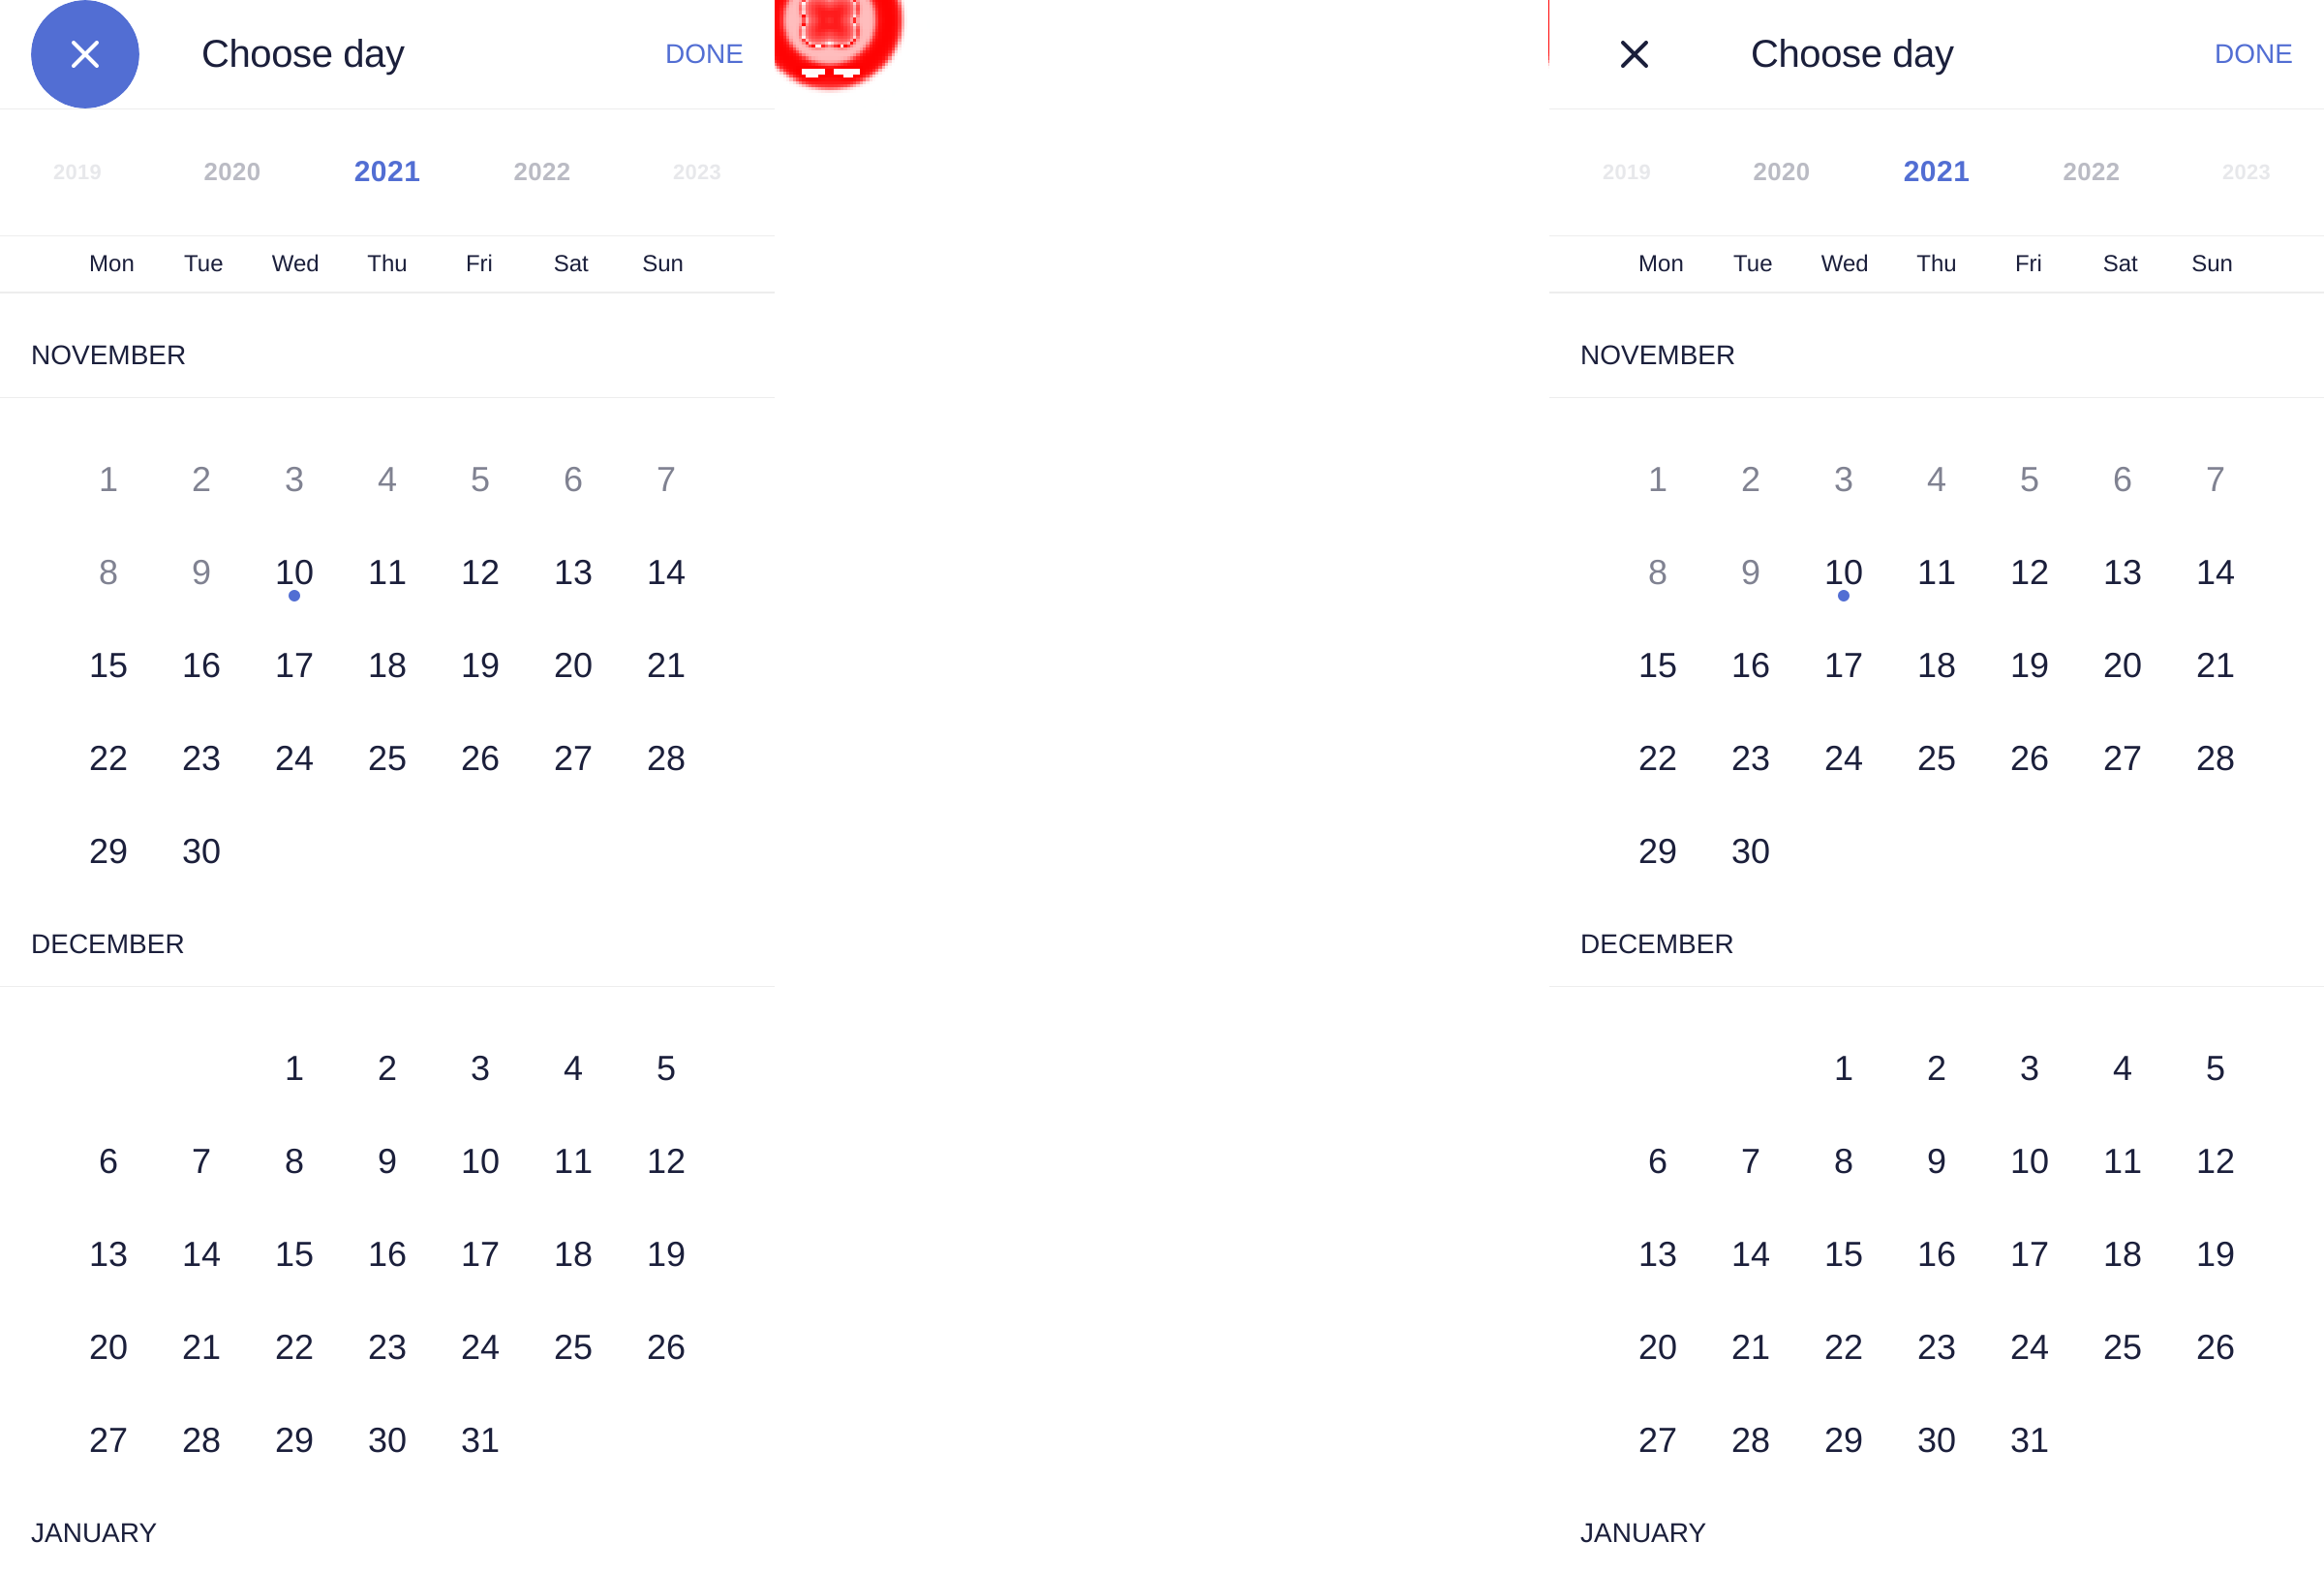 Choose day DONE
2019 2020 2021 2022 2023
Mon Tue Wed Thu Fri Sat Sun
NOVEMBER
1 2 3 4 5 6 7
8 9 10 11 12 13 14
15 16 17 18 19 20 21
22 23 24 25 26 27 28
29 30
DECEMBER
1 2 3 4 5
6 7 8 9 10 11 12
13 14 15 16 17 18 19
20 21 22 23 24 25 26
27 28 29 30 31
JANUARY
Choose day DONE
2019 2020 2021 2022 2023
Mon Tue Wed Thu Fri Sat Sun
NOVEMBER
1 2 3 4 5 6 7
8 9 10 11 12 13 14
15 16 17 18 19 20 21
22 23 24 25 26 27 28
29 30
DECEMBER
1 2 3 4 5
6 7 8 9 10 11 12
13 14 15 16 17 18 19
20 21 22 23 24 25 26
27 28 29 30 31
JANUARY